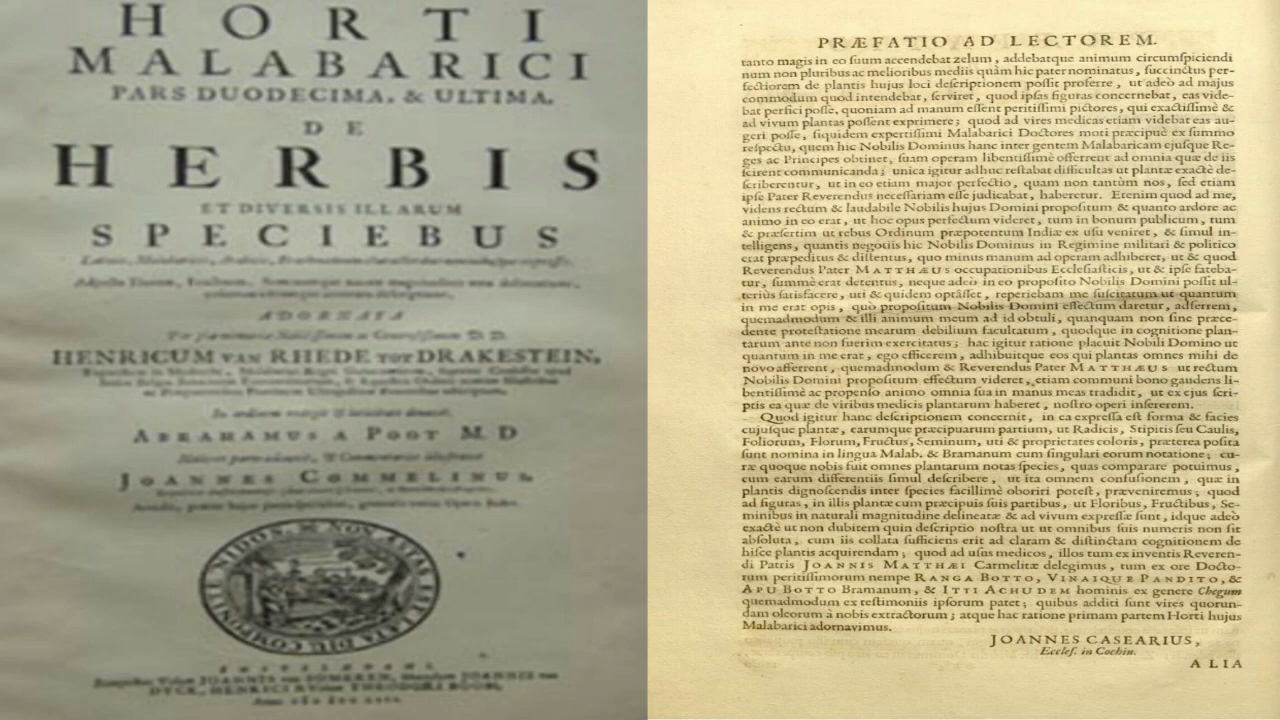 HORTI
MALABARICI
PARS DUODECIMA. & ULTIMA.
DE
HERBIS
ET DIVERSIS ILLARUM
SPECIEBUS
ADORNATA
HENRICUM VAN RHEDE TOT DRAKESTEIN,
ABRAHAMUS A POOT M. D
JOANNES COMMELINUS,
PRÆFATIO AD LECTOREM.
tanto magis in eo suum accendebat zelum, addebatque animum circumspiciendi
num non pluribus ac melioribus mediis quàm hic pater nominatus, succinctus per-
fectiorem de plantis hujus loci descriptionem possit proferre, ut adeò ad majus
commodum quod intendebat, serviret, quod ipsas figuras concernebat, eas vide-
bat perfici posse, quoniam ad manum essent peritissimi pictores, qui exactissimè &
ad vivum plantas possent exprimere; quod ad vires medicas etiam videbat eas au-
geri posse, siquidem expertissimi Malabarici Doctores moti præcipuè ex summo
respectu, quem hic Nobilis Dominus hanc inter gentem Malabaricam ejusque Re-
ges ac Principes obtinet, suam operam libentissimè offerrent ad omnia quæ de iis
scirent communicanda; unica igitur adhuc restabat difficultas ut plantæ exactè de-
scriberentur, ut in eo etiam major perfectio, quam non tantùm nos, sed etiam
ipse Pater Reverendus necessariam esse judicabat, haberetur. Etenim quod ad me,
videns rectum & laudabile Nobilis hujus Domini propositum & quanto ardore ac
animo in eo erat, ut hoc opus perfectum videret, tum in bonum publicum, tum
& præsertim ut rebus Ordinum præpotentum Indiæ ex usu veniret, & simul in-
telligens, quantis negotiis hic Nobilis Dominus in Regimine militari & politico
erat præpeditus & distentus, quo minus manum ad operam adhiberet, ut & quod
Reverendus Pater MATTHÆUS occupationibus Ecclesiasticis, ut & ipse fateba-
tur, summè erat detentus, neque adeò in eo proposito Nobilis Domini possit ul-
teriùs satisfacere, uti & quidem optâsset, reperiebam me suscitatum ut quantum
in me erat opis, quò propositum Nobilis Domini effectum daretur, adferrem,
quemadmodum & illi animum meum ad id obtuli, quanquam non sine præce-
dente protestatione mearum debilium facultatum, quodque in cognitione plan-
tarum ante non fuerim exercitatus; hac igitur ratione placuit Nobili Domino ut
quantum in me erat, ego efficerem, adhibuitque eos qui plantas omnes mihi de
novo afferrent, quemadmodum & Reverendus Pater MATTHÆUS ut rectum
Nobilis Domini propositum effectum videret, etiam communi bono gaudens li-
bentissimè ac propenso animo omnia sua in manus meas tradidit, ut ex ejus scri-
ptis ea quæ de viribus medicis plantarum haberet, nostro operi insererem.
Quod igitur hanc descriptionem concernit, in ea expressa est forma & facies
cujusque plantæ, earumque præcipuarum partium, ut Radicis, Stipitis seu Caulis,
Foliorum, Florum, Fructus, Seminum, uti & proprietates coloris, præterea posita
sunt nomina in lingua Malab. & Bramanum cum singulari eorum notatione; cu-
ræ quoque nobis fuit omnes plantarum notas species, quas comparare potuimus,
cum earum differentiis simul describere, ut ita omnem confusionem, quæ in
plantis dignoscendis inter species facillimè oboriri potest, præveniremus; quod
ad figuras, in illis plantæ cum præcipuis suis partibus, ut Floribus, Fructibus, Se-
minibus in naturali magnitudine delineatæ & ad vivum expressæ sunt, idque adeò
exactè ut non dubitem quin descriptio nostra ut ut omnibus suis numeris non sit
absoluta, cum iis collata sufficiens erit ad claram & distinctam cognitionem de
hisce plantis acquirendam; quod ad usus medicos, illos tum ex inventis Reveren-
di Patris JOANNIS MATTHÆI Carmelitæ delegimus, tum ex ore Docto-
rum peritissimorum nempe RANGA BOTTO, VINAIQUE PANDITO, &
APU BOTTO Bramanum, & ITTI ACHUDEM hominis ex genere Chegum
quemadmodum ex testimoniis ipsorum patet; quibus additi sunt vires quorun-
dam oleorum à nobis extractorum; atque hac ratione primam partem Horti hujus
Malabarici adornavimus.
JOANNES CASEARIUS,
Eccles. in Cochin.
ALIA